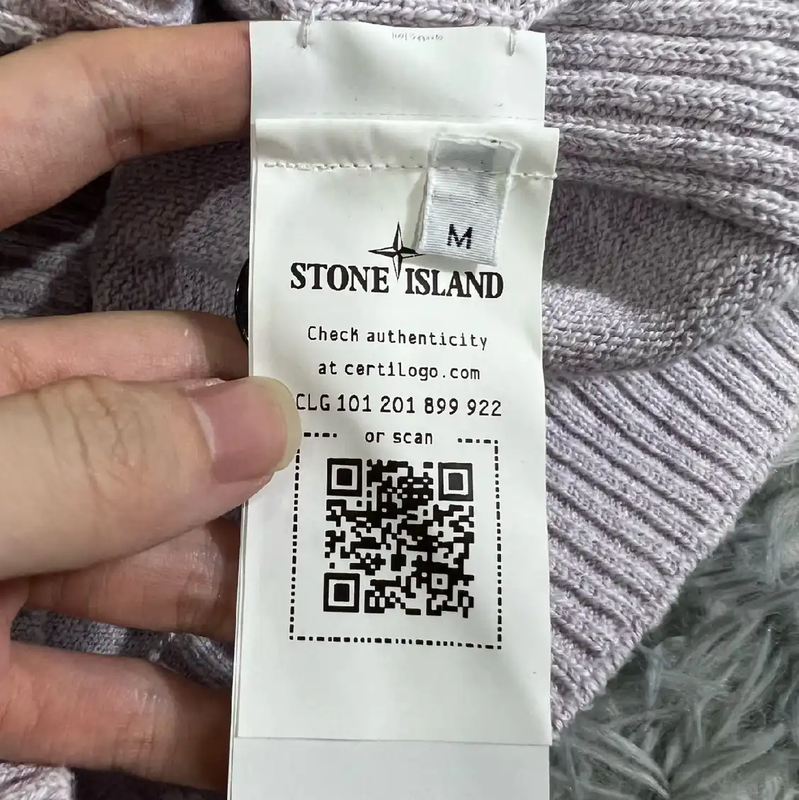 M
STONE ISLAND
Check authenticity
at certilogo.com
CLG 101 201 899 922
or scan